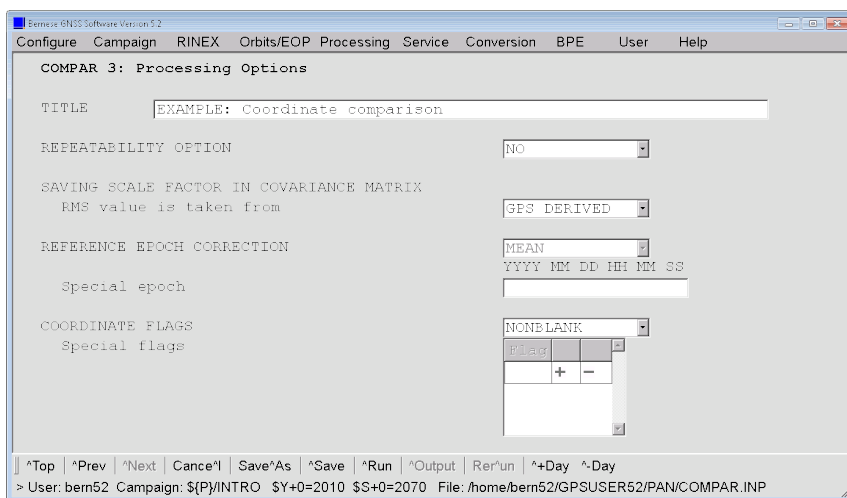 Bernese GNSS Software Version 5.2
Configure Campaign RINEX Orbits/EOP Processing Service Conversion BPE User Help
COMPAR 3: Processing Options
TITLE EXAMPLE: Coordinate comparison
REPEATABILITY OPTION NO
SAVING SCALE FACTOR IN COVARIANCE MATRIX
RMS value is taken from GPS DERIVED
REFERENCE EPOCH CORRECTION MEAN
YYYY MM DD HH MM SS
Special epoch
COORDINATE FLAGS NONBLANK
Special flags Flag
+ −
^Top ^Prev ^Next Cance^l Save^As ^Save ^Run ^Output Rer^un ^+Day ^-Day
> User: bern52 Campaign: ${P}/INTRO $Y+0=2010 $S+0=2070 File: /home/bern52/GPSUSER52/PAN/COMPAR.INP